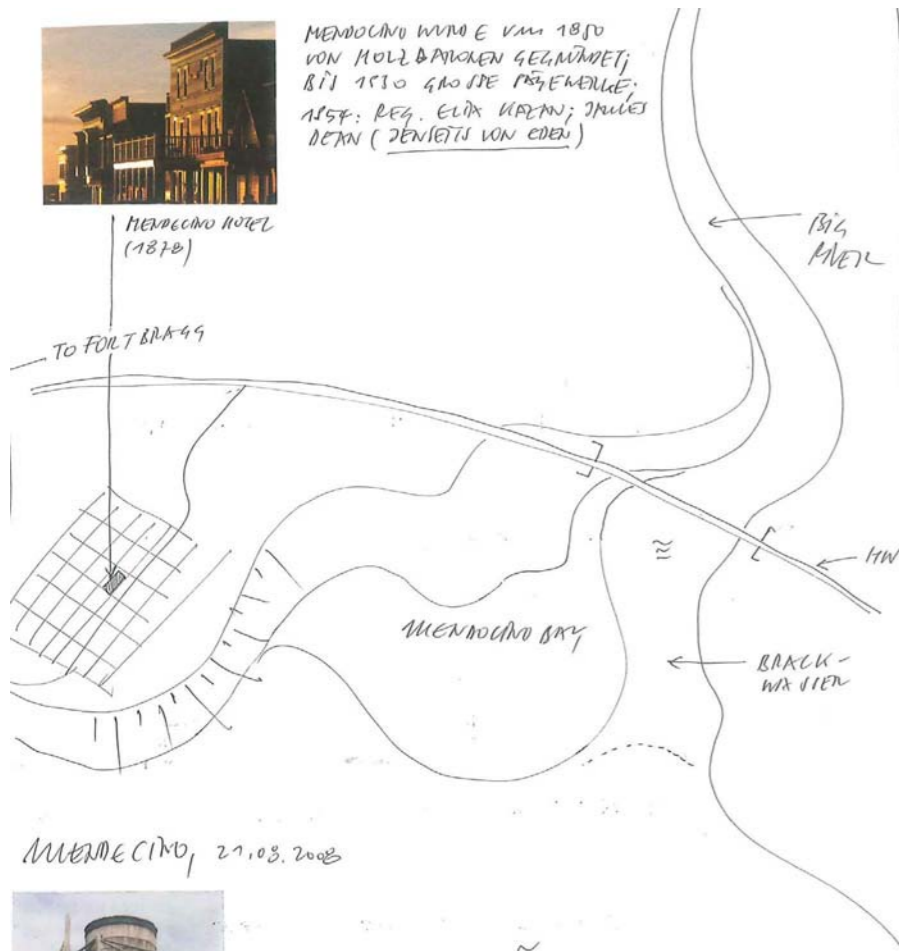 MENDOCINO WURDE UM 1850
VON HOLZBARONEN GEGRÜNDET;
BIS 1930 GROSSE SÄGEWERKE;
1954: REG. ELIA KAZAN; JAMES
DEAN (JENSEITS VON EDEN)
MENDOCINO HOTEL
(1878)
BIG
RIVER
TO FORT BRAGG
HW
MENDOCINO BAY
BRACK-
WASSER
MENDECINO, 21.09.2008